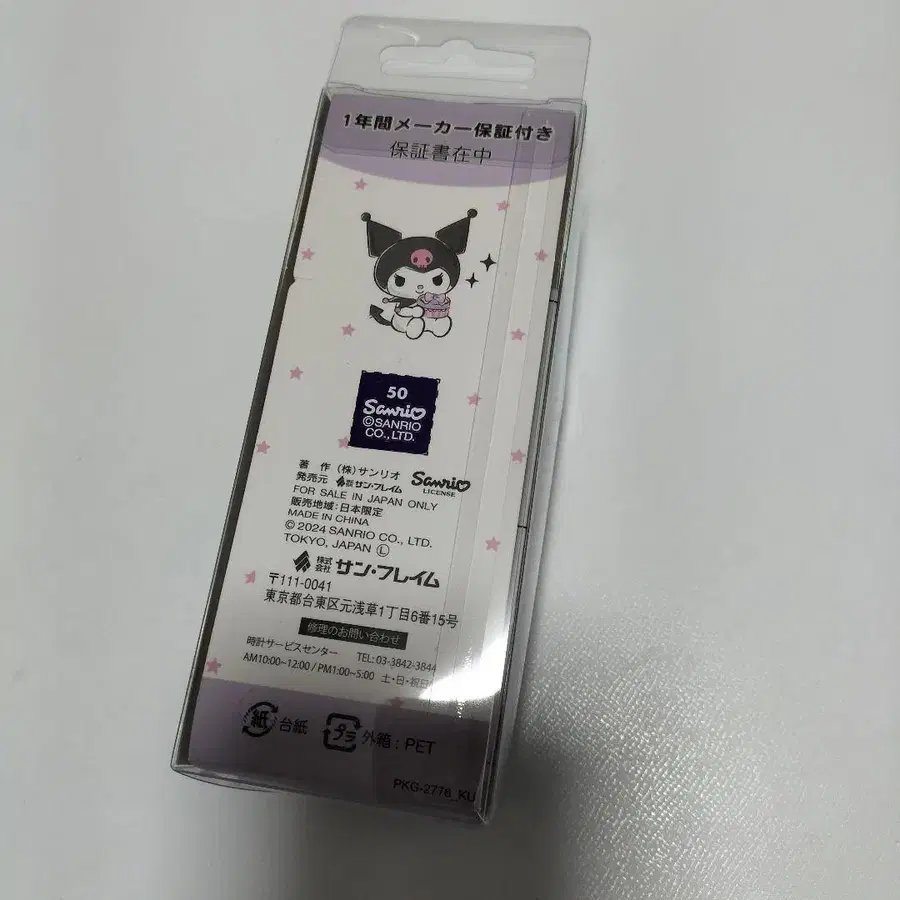 1年間メーカー保証付き
保証書在中
50
Sanrio
©SANRIO
CO., LTD.
著 作 (株)サンリオ
発売元 株式会社 サン・フレイム
Sanrio
LICENSE
FOR SALE IN JAPAN ONLY
販売地域:日本限定
MADE IN CHINA
© 2024 SANRIO CO., LTD.
TOKYO, JAPAN Ⓛ
株式会社 サン・フレイム
〒111-0041
東京都台東区元浅草1丁目6番15号
修理のお問い合わせ
時計サービスセンター TEL:03-3842-3844
AM10:00~12:00 / PM1:00~5:00 土・日・祝日
紙 台紙
プラ 外箱:PET
PKG-2778_KU